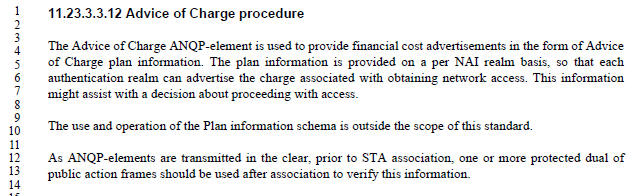 1 11.23.3.3.12 Advice of Charge procedure
2
3
4 The Advice of Charge ANQP-element is used to provide financial cost advertisements in the form of Advice
5 of Charge plan information. The plan information is provided on a per NAI realm basis, so that each
6 authentication realm can advertise the charge associated with obtaining network access. This information
7 might assist with a decision about proceeding with access.
8
9
10 The use and operation of the Plan information schema is outside the scope of this standard.
11
12 As ANQP-elements are transmitted in the clear, prior to STA association, one or more protected dual of
13 public action frames should be used after association to verify this information.
14